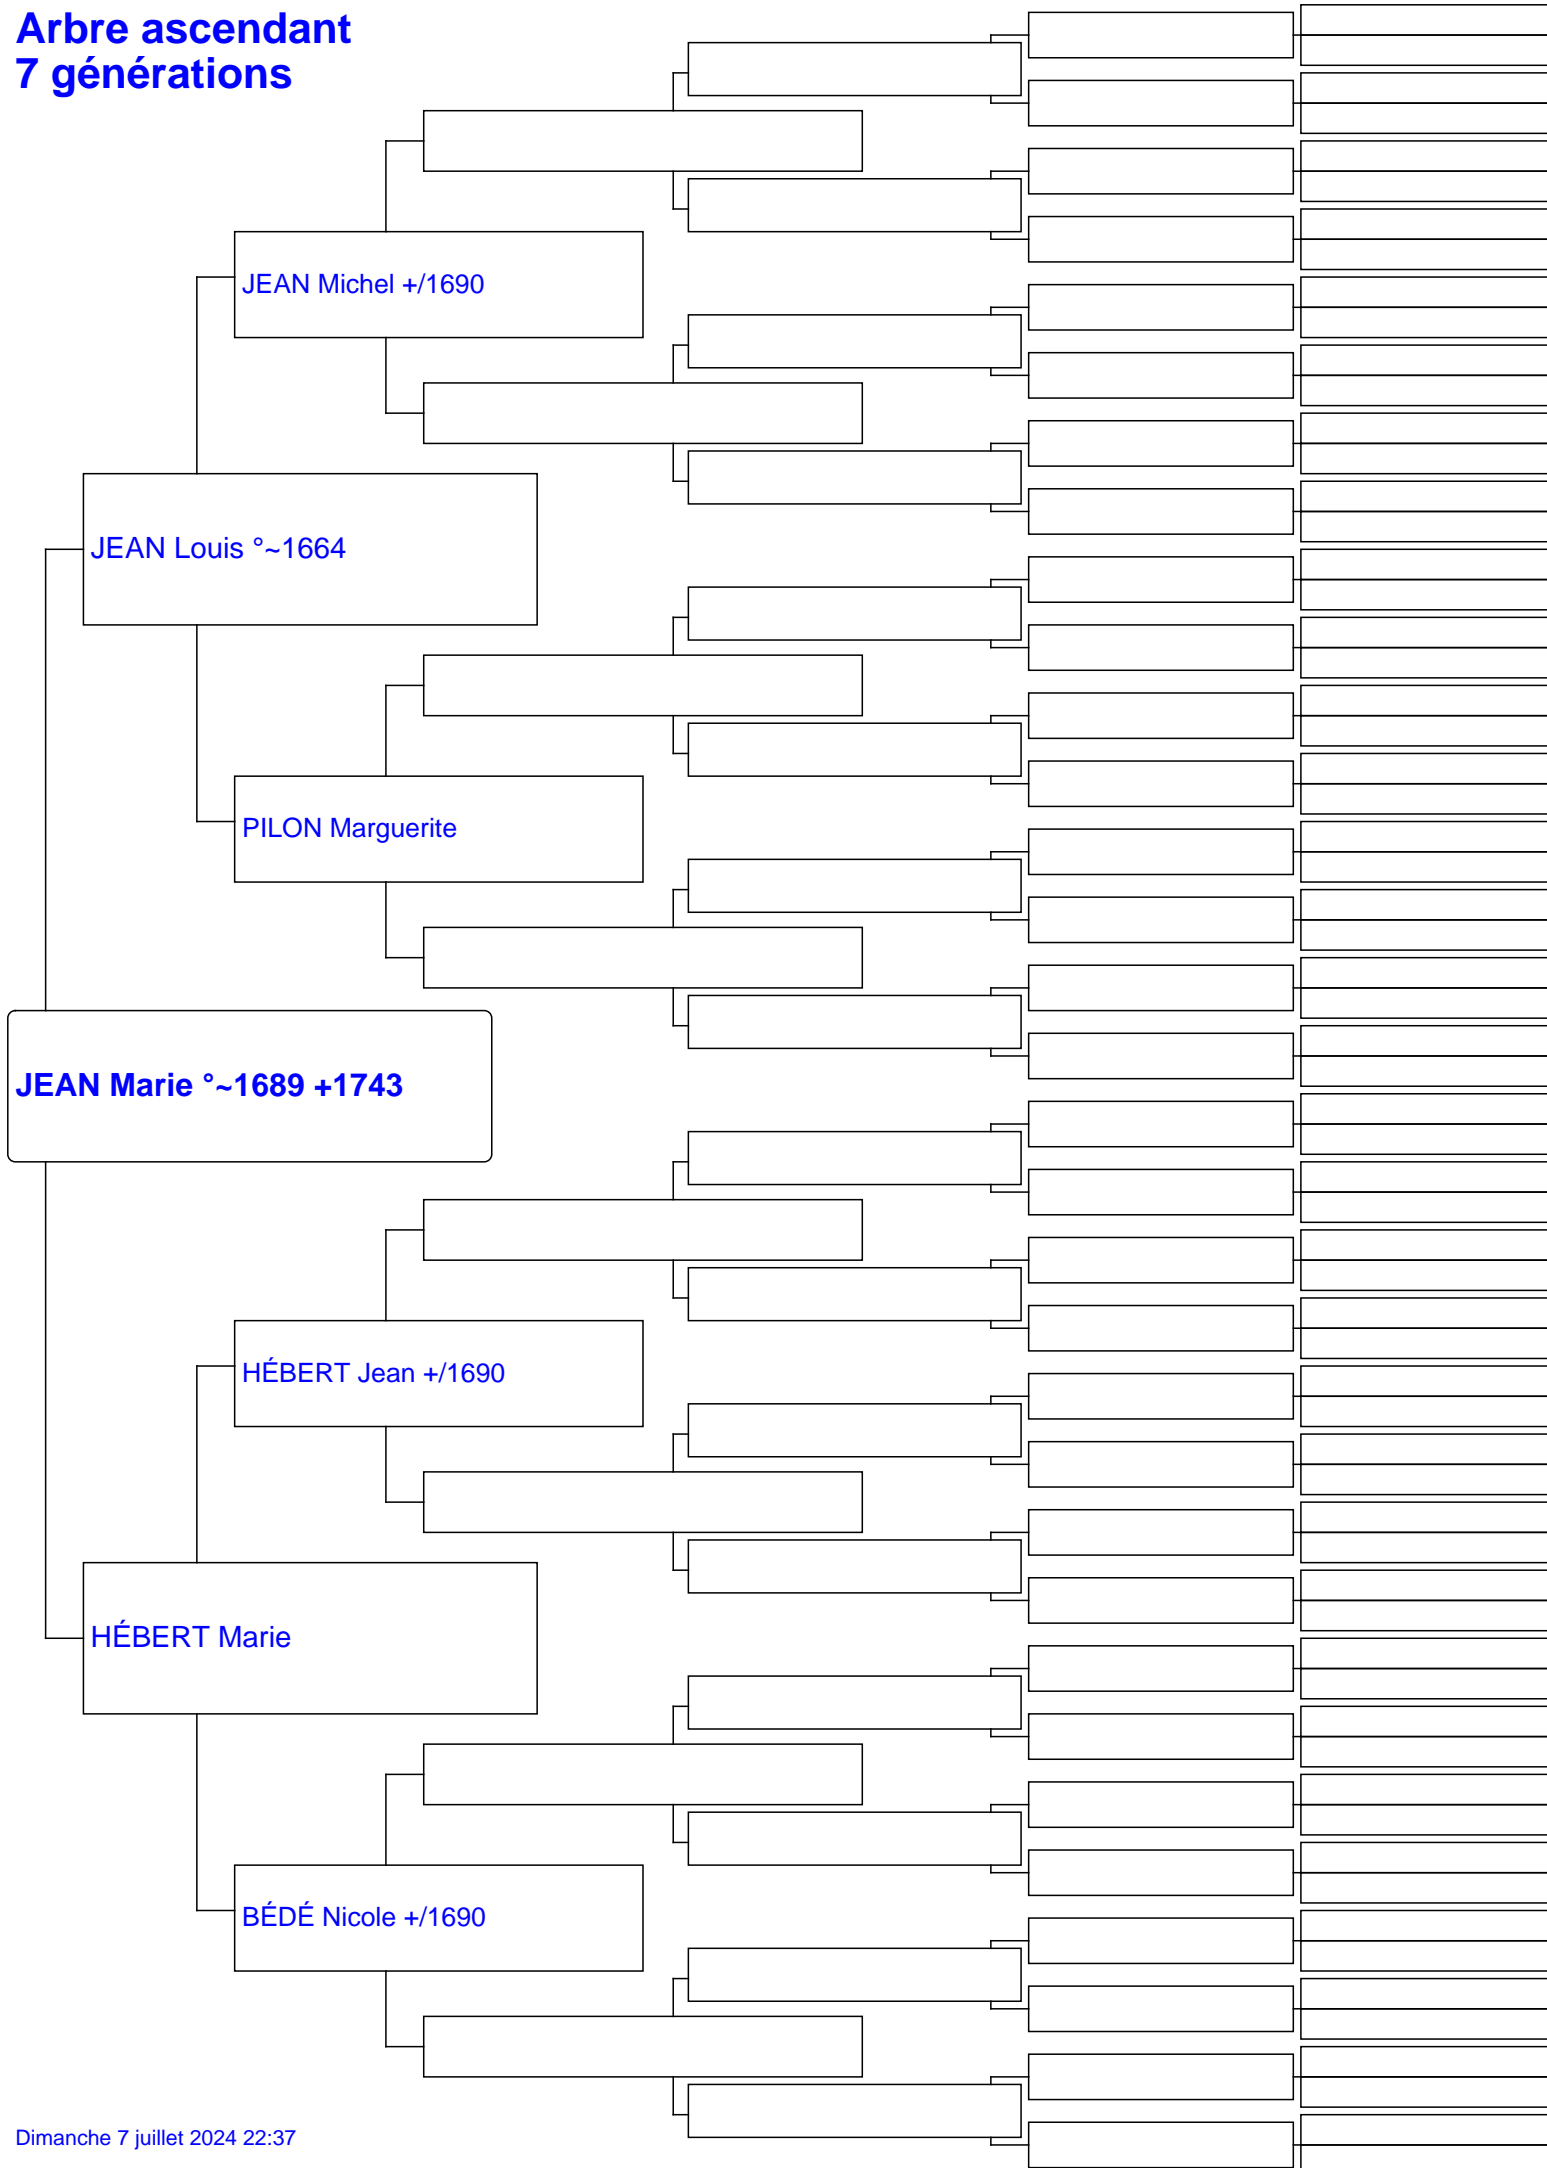 Arbre ascendant
7 générations
JEAN Michel +/1690
JEAN Louis °~1664
PILON Marguerite
JEAN Marie °~1689 +1743
HÉBERT Jean +/1690
HÉBERT Marie
BÉDÉ Nicole +/1690
Dimanche 7 juillet 2024 22:37